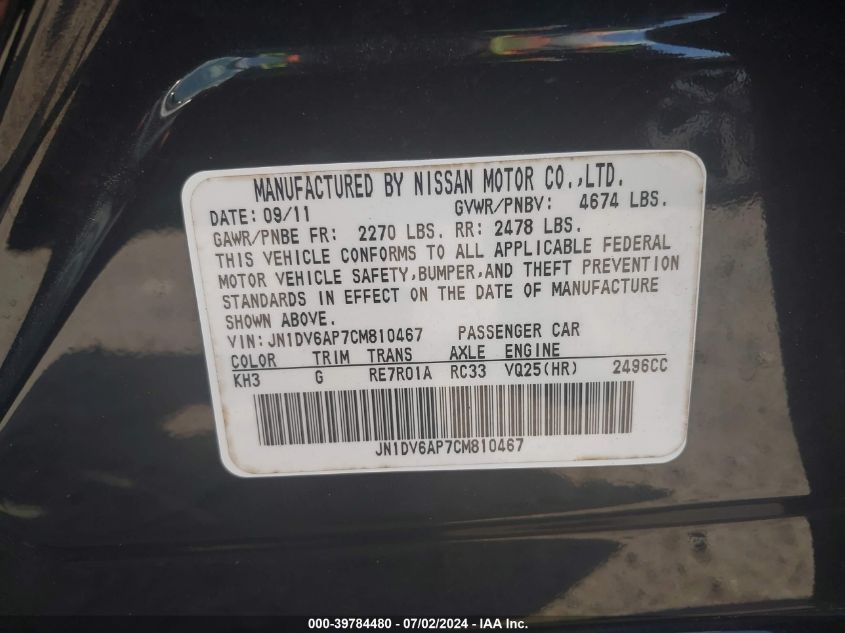 MANUFACTURED BY NISSAN MOTOR CO.,LTD.
DATE: 09/11 GVWR/PNBV: 4674 LBS.
GAWR/PNBE FR: 2270 LBS. RR: 2478 LBS.
THIS VEHICLE CONFORMS TO ALL APPLICABLE FEDERAL
MOTOR VEHICLE SAFETY,BUMPER,AND THEFT PREVENTION
STANDARDS IN EFFECT ON THE DATE OF MANUFACTURE
SHOWN ABOVE.
VIN: JN1DV6AP7CM810467 PASSENGER CAR
COLOR TRIM TRANS AXLE ENGINE
KH3 G RE7R01A RC33 VQ25(HR) 2496CC
JN1DV6AP7CM810467
000-39784480 - 07/02/2024 - IAA Inc.